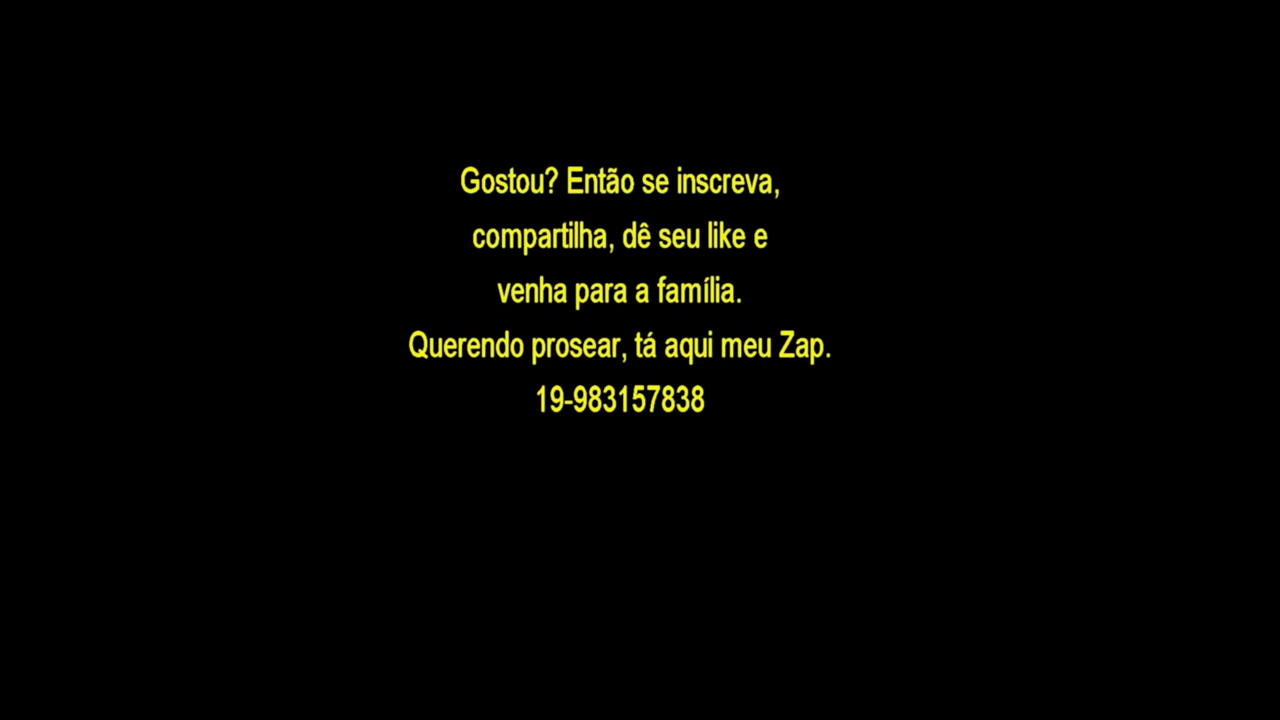 Gostou? Então se inscreva,
compartilha, dê seu like e
venha para a família.
Querendo prosear, tá aqui meu Zap.
19-983157838